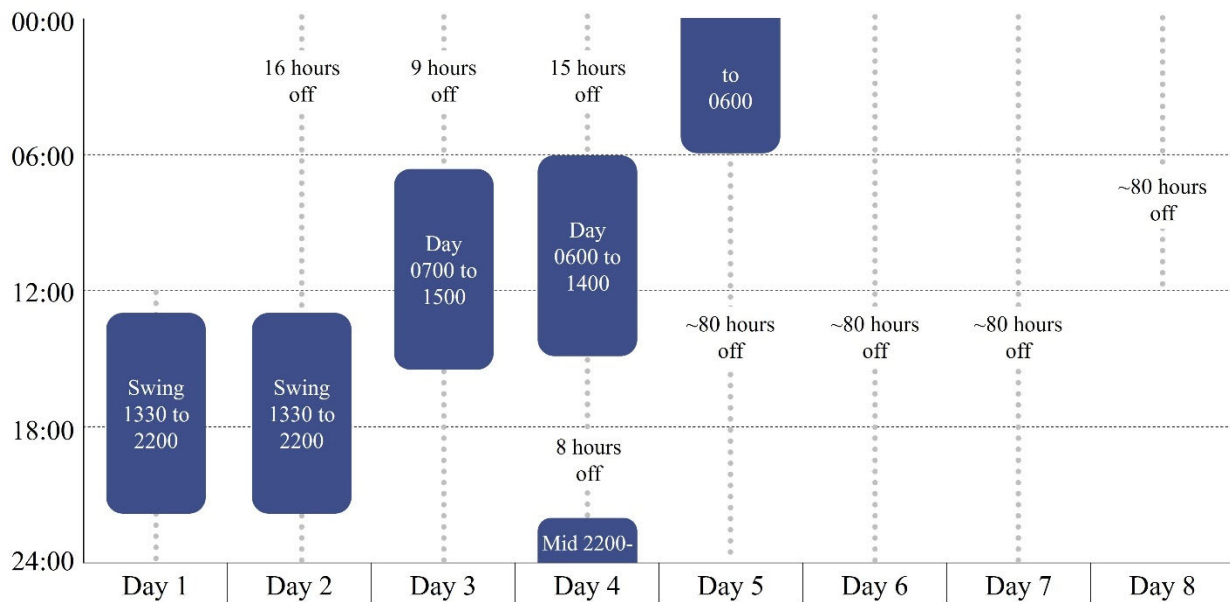 00:00
16 hours
off
9 hours
off
15 hours
off
to
0600
06:00
~80 hours
off
Day
0700 to
1500
Day
0600 to
1400
12:00
~80 hours
off
~80 hours
off
~80 hours
off
Swing
1330 to
2200
Swing
1330 to
2200
18:00
8 hours
off
Mid 2200-
24:00
Day 1
Day 2
Day 3
Day 4
Day 5
Day 6
Day 7
Day 8